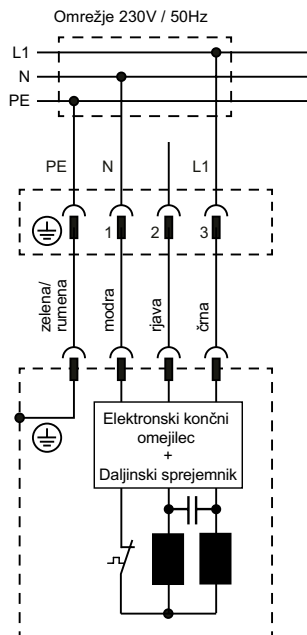 Omrežje 230V / 50Hz
L1
N
PE
PE N L1
1 2 3
zelena/
rumena
modra
rjava
črna
Elektronski končni
omejilec
+
Daljinski sprejemnik